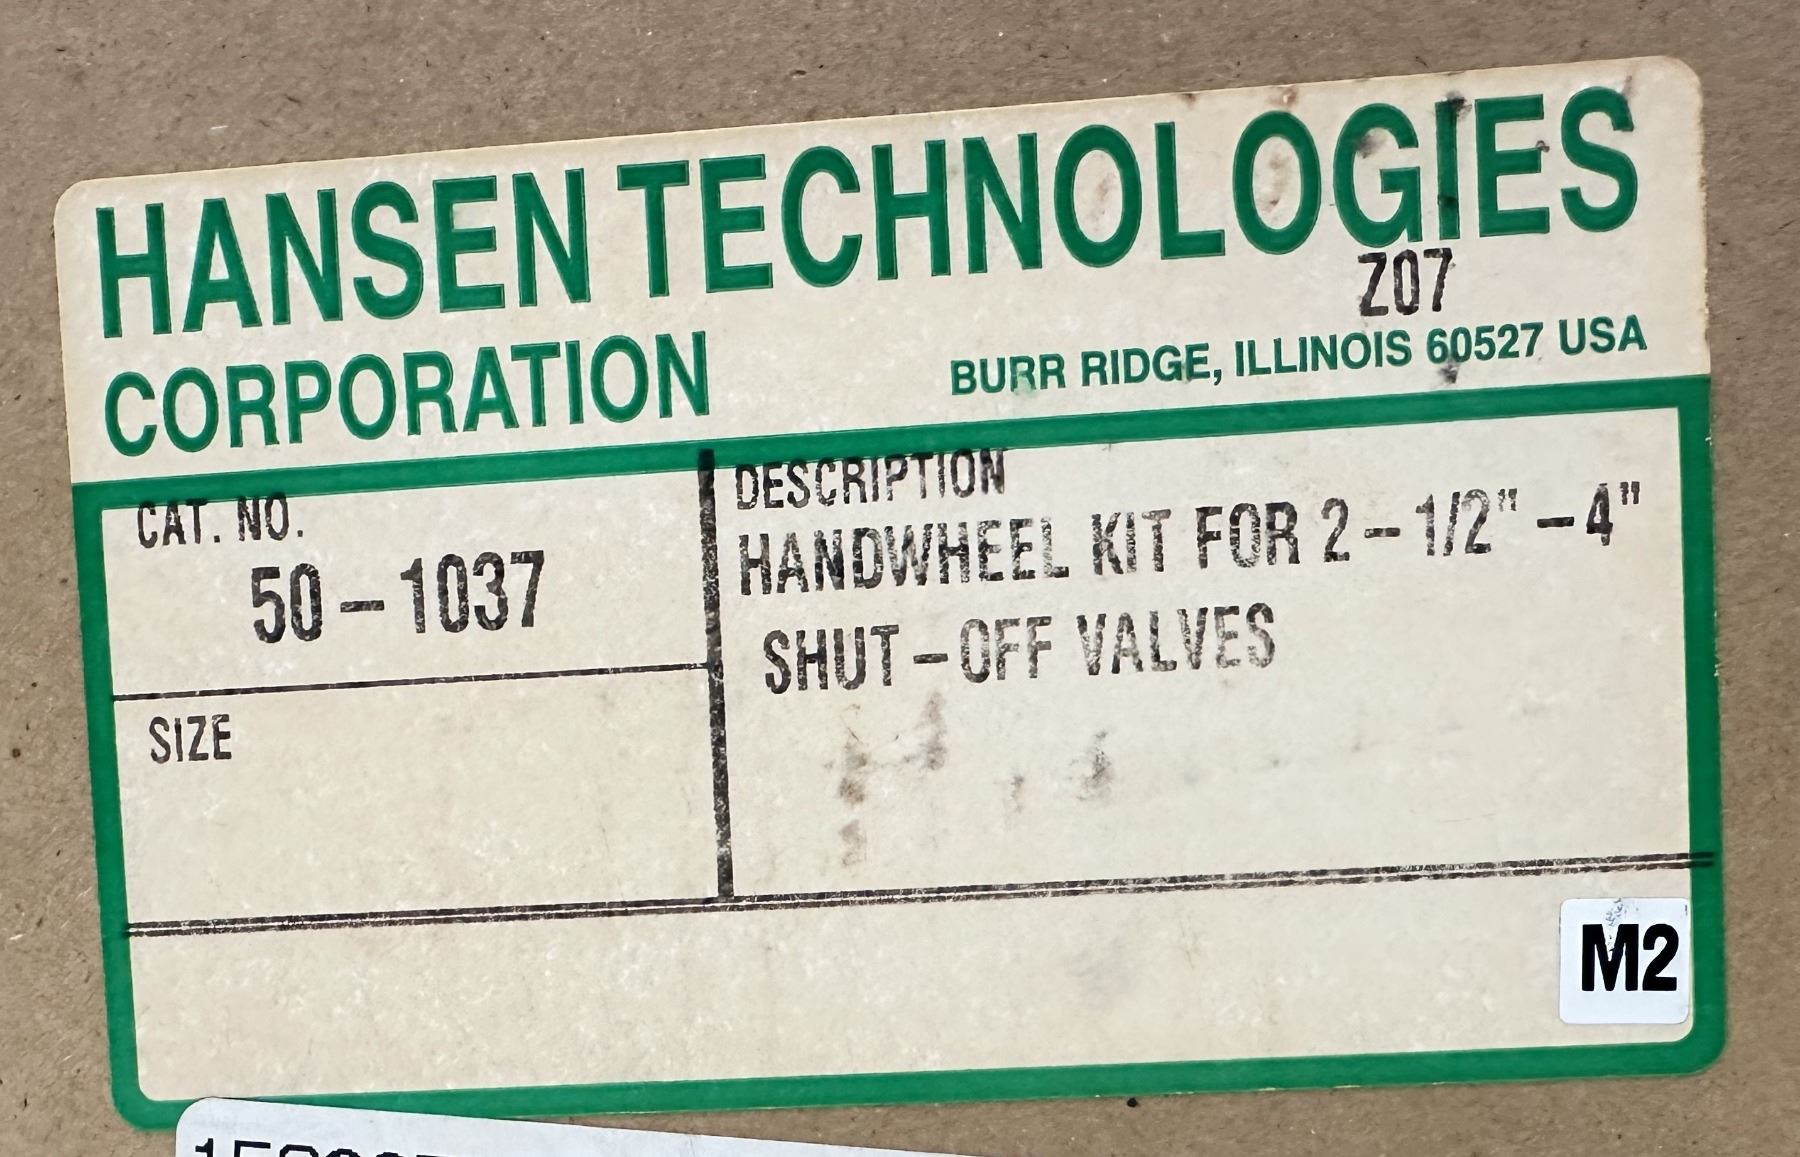 HANSEN TECHNOLOGIES
Z07
CORPORATION
BURR RIDGE, ILLINOIS 60527 USA
CAT. NO.
50-1037
DESCRIPTION
HANDWHEEL KIT FOR 2-1/2"-4"
SHUT-OFF VALVES
SIZE
M2